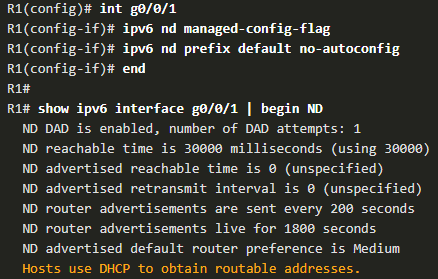 R1(config)# int g0/0/1
R1(config-if)# ipv6 nd managed-config-flag
R1(config-if)# ipv6 nd prefix default no-autoconfig
R1(config-if)# end
R1#
R1# show ipv6 interface g0/0/1 | begin ND
ND DAD is enabled, number of DAD attempts: 1
ND reachable time is 30000 milliseconds (using 30000)
ND advertised reachable time is 0 (unspecified)
ND advertised retransmit interval is 0 (unspecified)
ND router advertisements are sent every 200 seconds
ND router advertisements live for 1800 seconds
ND advertised default router preference is Medium
Hosts use DHCP to obtain routable addresses.